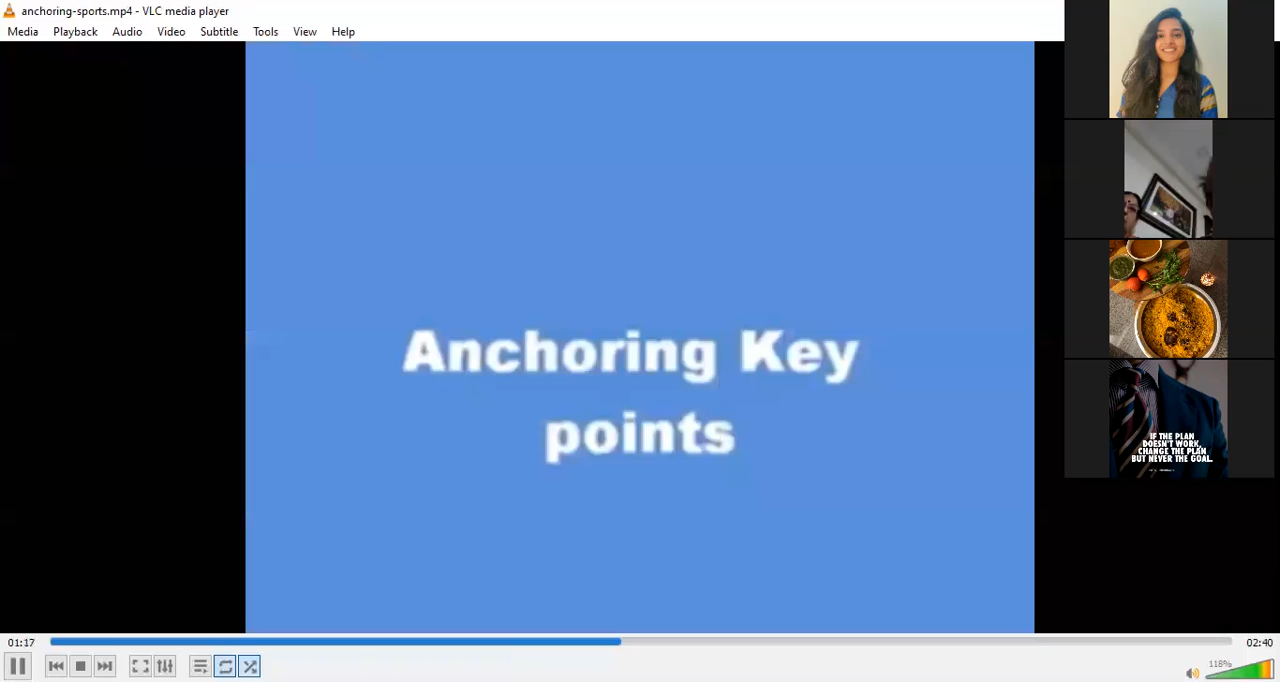 anchoring-sports.mp4 - VLC media player
Media Playback Audio Video Subtitle Tools View Help
Anchoring Key
points
IF THE PLAN
DOESN'T WORK,
CHANGE THE PLAN
BUT NEVER THE GOAL.
01:17
02:40
118%